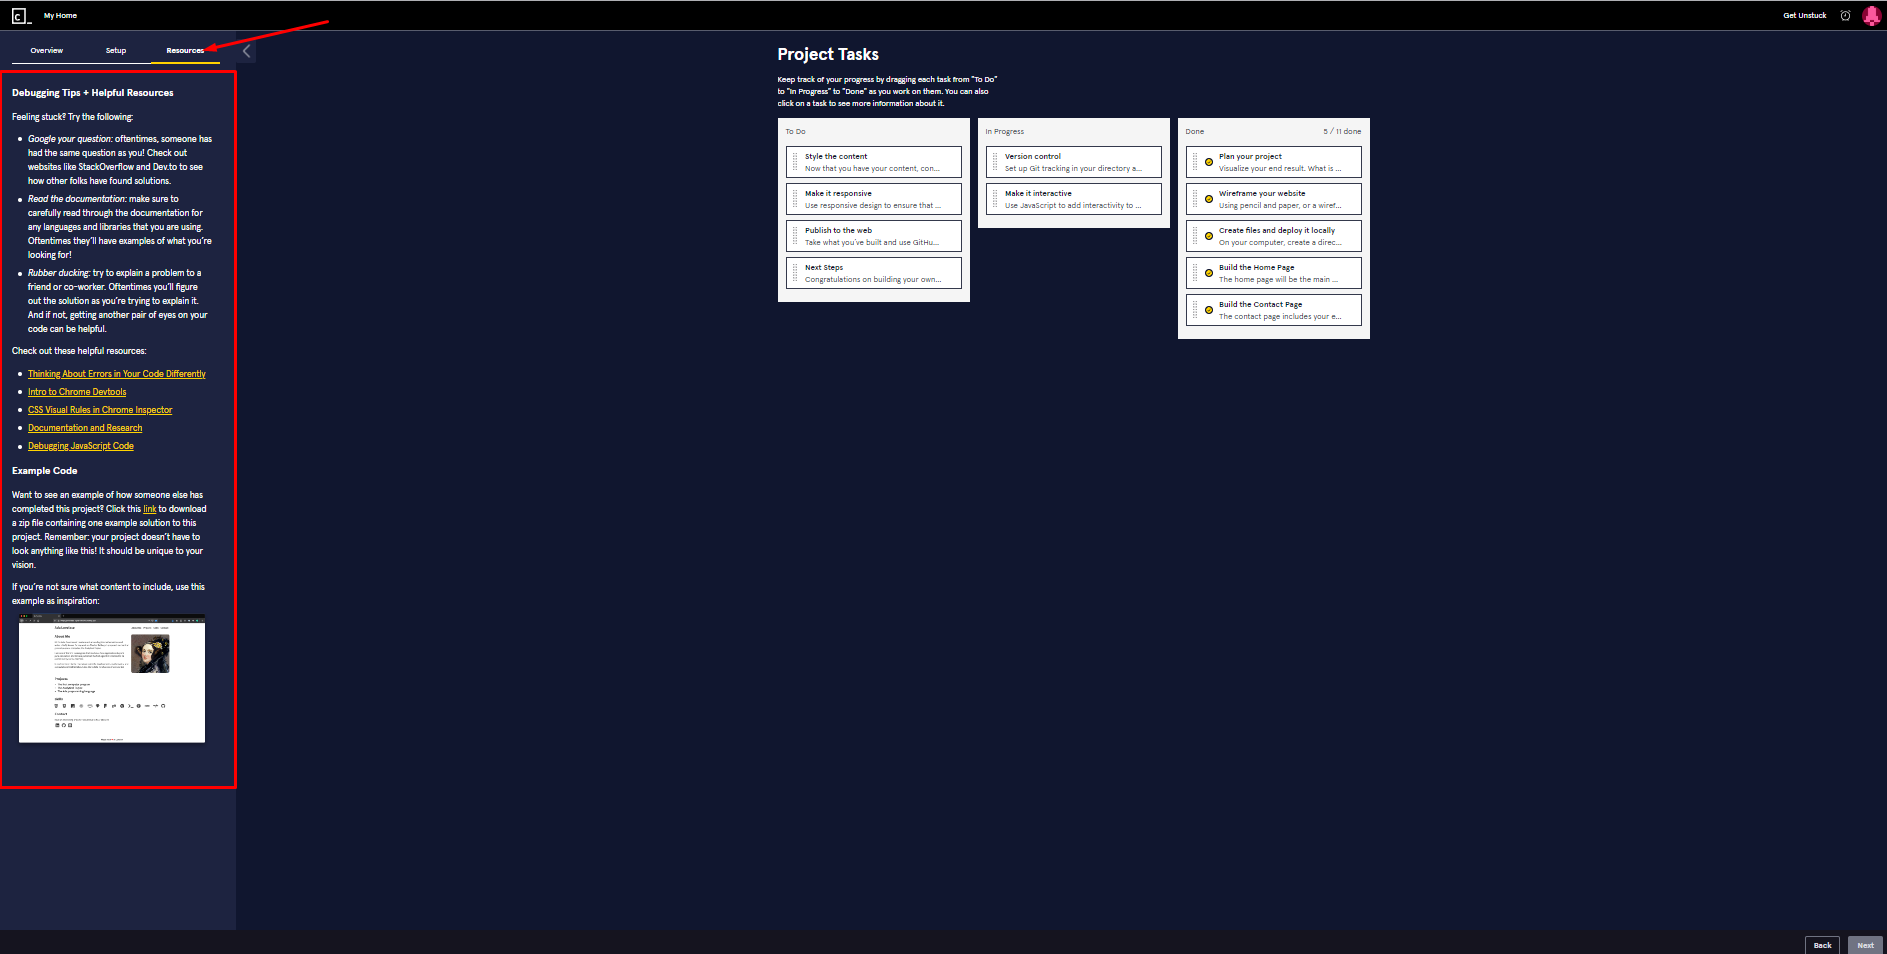 My Home
Get Unstuck
Overview
Setup
Resources
Debugging Tips + Helpful Resources
Feeling stuck? Try the following:
Google your question: oftentimes, someone has
had the same question as you! Check out
websites like StackOverflow and Dev.to to see
how other folks have found solutions.
Read the documentation: make sure to
carefully read through the documentation for
any languages and libraries that you are using.
Oftentimes they'll have examples of what you're
looking for!
Rubber ducking: try to explain a problem to a
friend or co-worker. Oftentimes you'll figure
out the solution as you're trying to explain it.
And if not, getting another pair of eyes on your
code can be helpful.
Check out these helpful resources:
Thinking About Errors in Your Code Differently
Intro to Chrome Devtools
CSS Visual Rules in Chrome Inspector
Documentation and Research
Debugging JavaScript Code
Example Code
Want to see an example of how someone else has
completed this project? Click this link to download
a zip file containing one example solution to this
project. Remember: your project doesn't have to
look anything like this! It should be unique to your
vision.
If you're not sure what content to include, use this
example as inspiration:
About Me
Projects
Project Tasks
Keep track of your progress by dragging each task from "To Do"
to "In Progress" to "Done" as you work on them. You can also
click on a task to see more information about it.
To Do
Style the content
Now that you have your content, con...
Make it responsive
Use responsive design to ensure that ...
Publish to the web
Take what you've built and use GitHu...
Next Steps
Congratulations on building your own...
In Progress
Version control
Set up Git tracking in your directory a...
Make it interactive
Use JavaScript to add interactivity to ...
Done
5 / 11 done
Plan your project
Visualize your end result. What is ...
Wireframe your website
Using pencil and paper, or a wiref...
Create files and deploy it locally
On your computer, create a direc...
Build the Home Page
The home page will be the main ...
Build the Contact Page
The contact page includes your e...
Back
Next